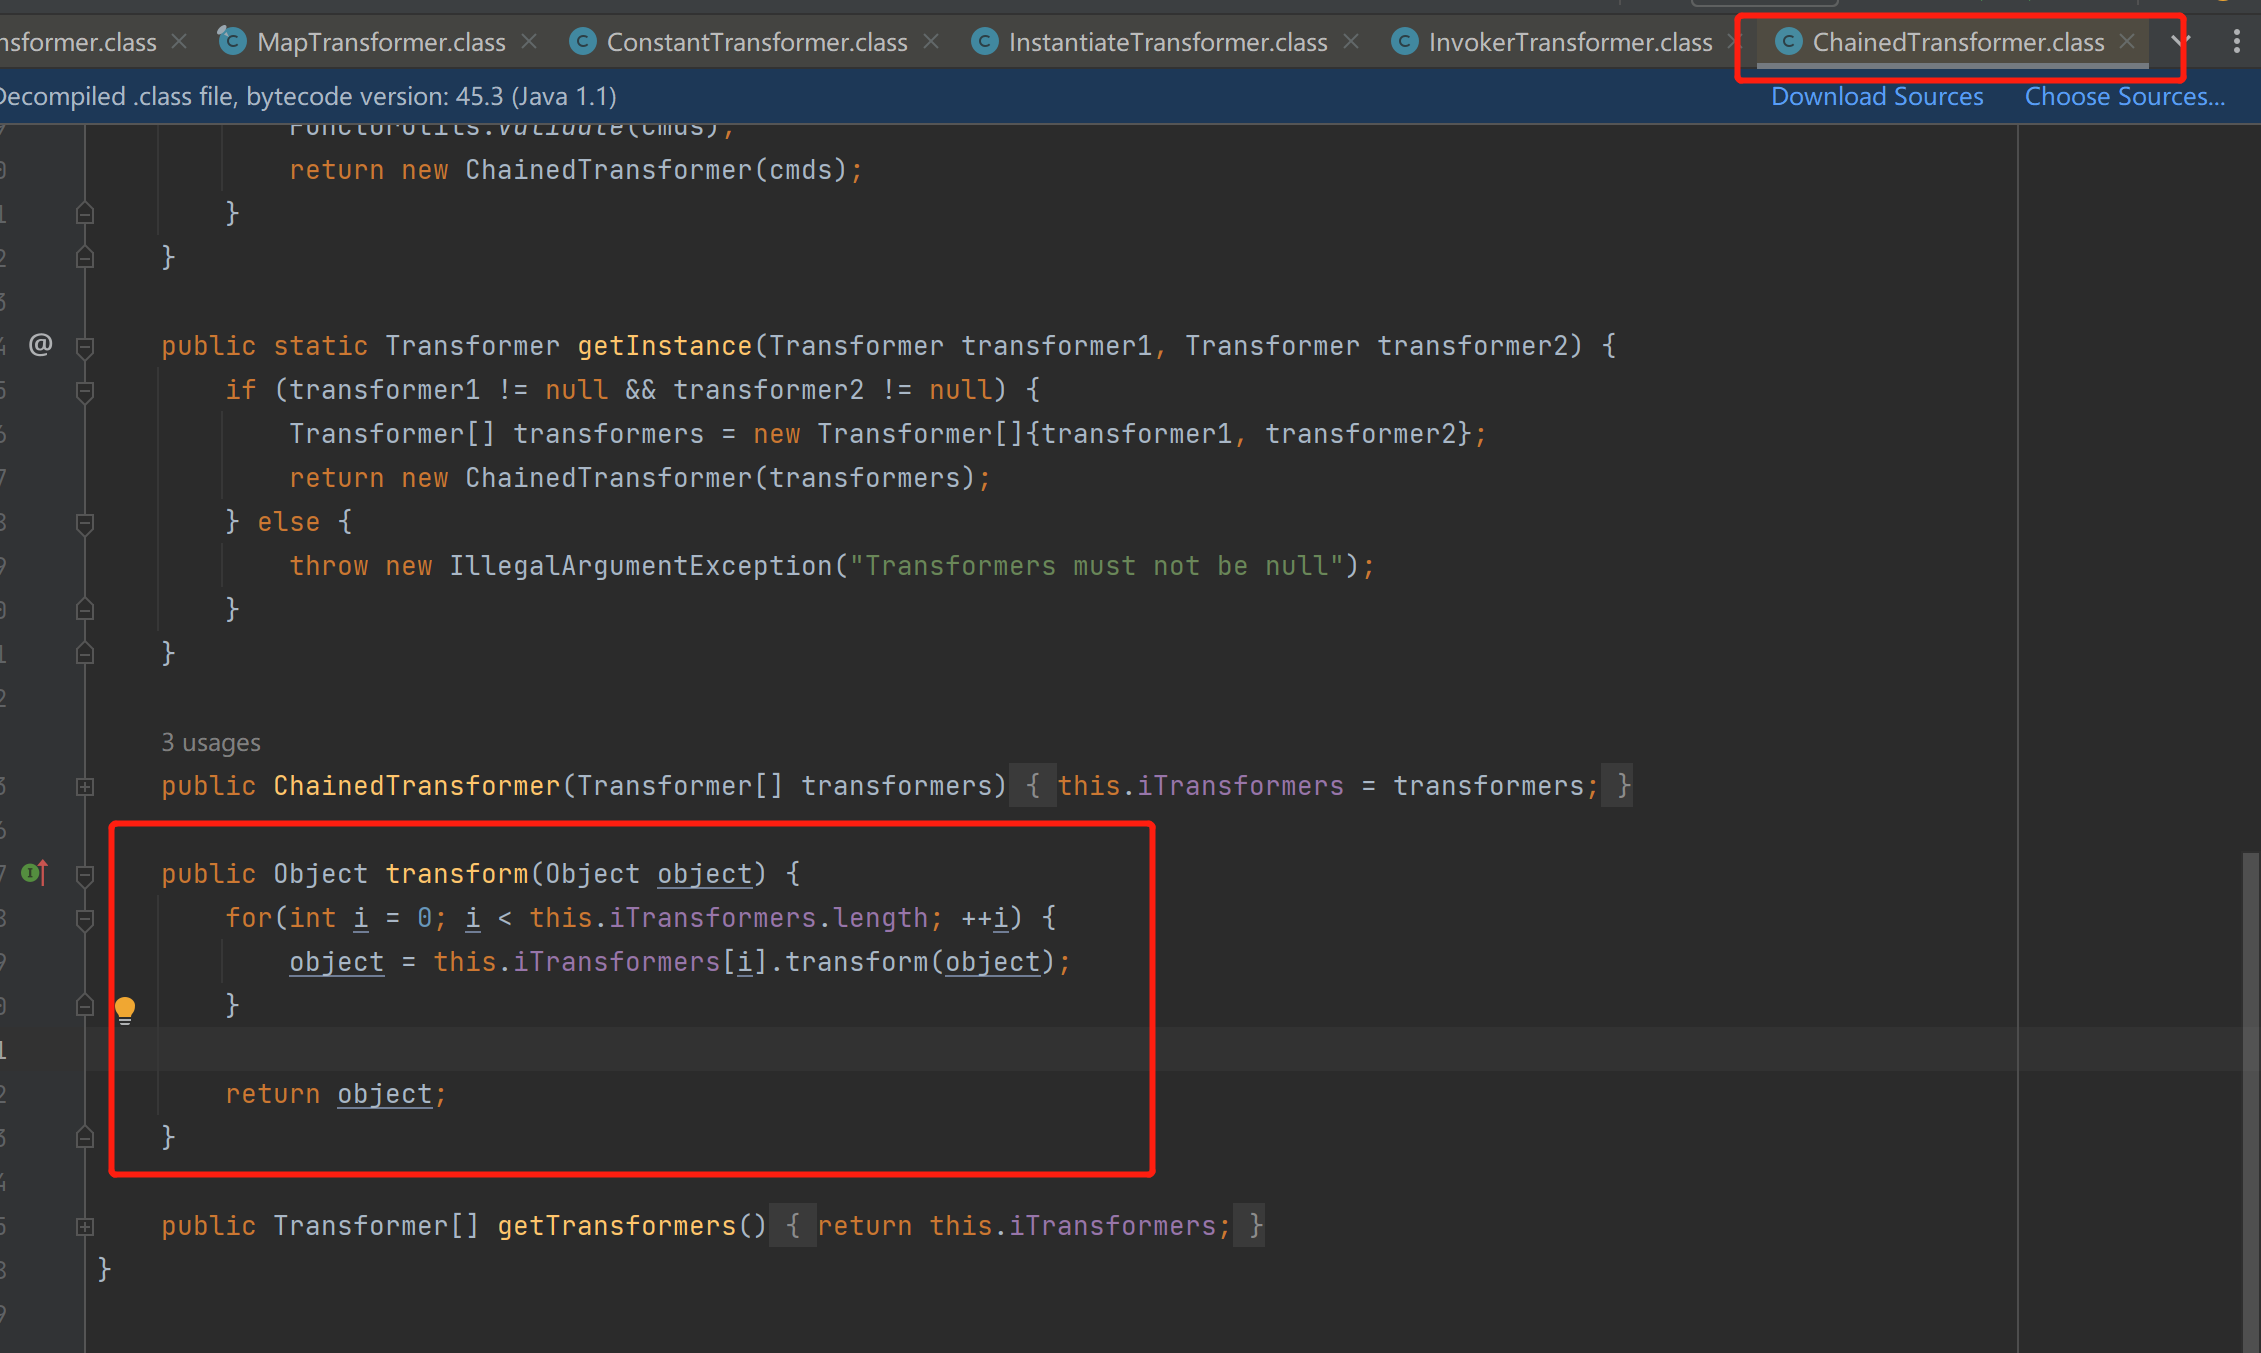 nsformer.class MapTransformer.class ConstantTransformer.class InstantiateTransformer.class InvokerTransformer.class ChainedTransformer.class
Decompiled .class file, bytecode version: 45.3 (Java 1.1) Download Sources Choose Sources...
FunctorUtils.validate(cmds);
return new ChainedTransformer(cmds);
}
}
@ public static Transformer getInstance(Transformer transformer1, Transformer transformer2) {
if (transformer1 != null && transformer2 != null) {
Transformer[] transformers = new Transformer[]{transformer1, transformer2};
return new ChainedTransformer(transformers);
} else {
throw new IllegalArgumentException("Transformers must not be null");
}
}
3 usages
public ChainedTransformer(Transformer[] transformers) { this.iTransformers = transformers; }
public Object transform(Object object) {
for(int i = 0; i < this.iTransformers.length; ++i) {
object = this.iTransformers[i].transform(object);
}
return object;
}
public Transformer[] getTransformers() { return this.iTransformers; }
}